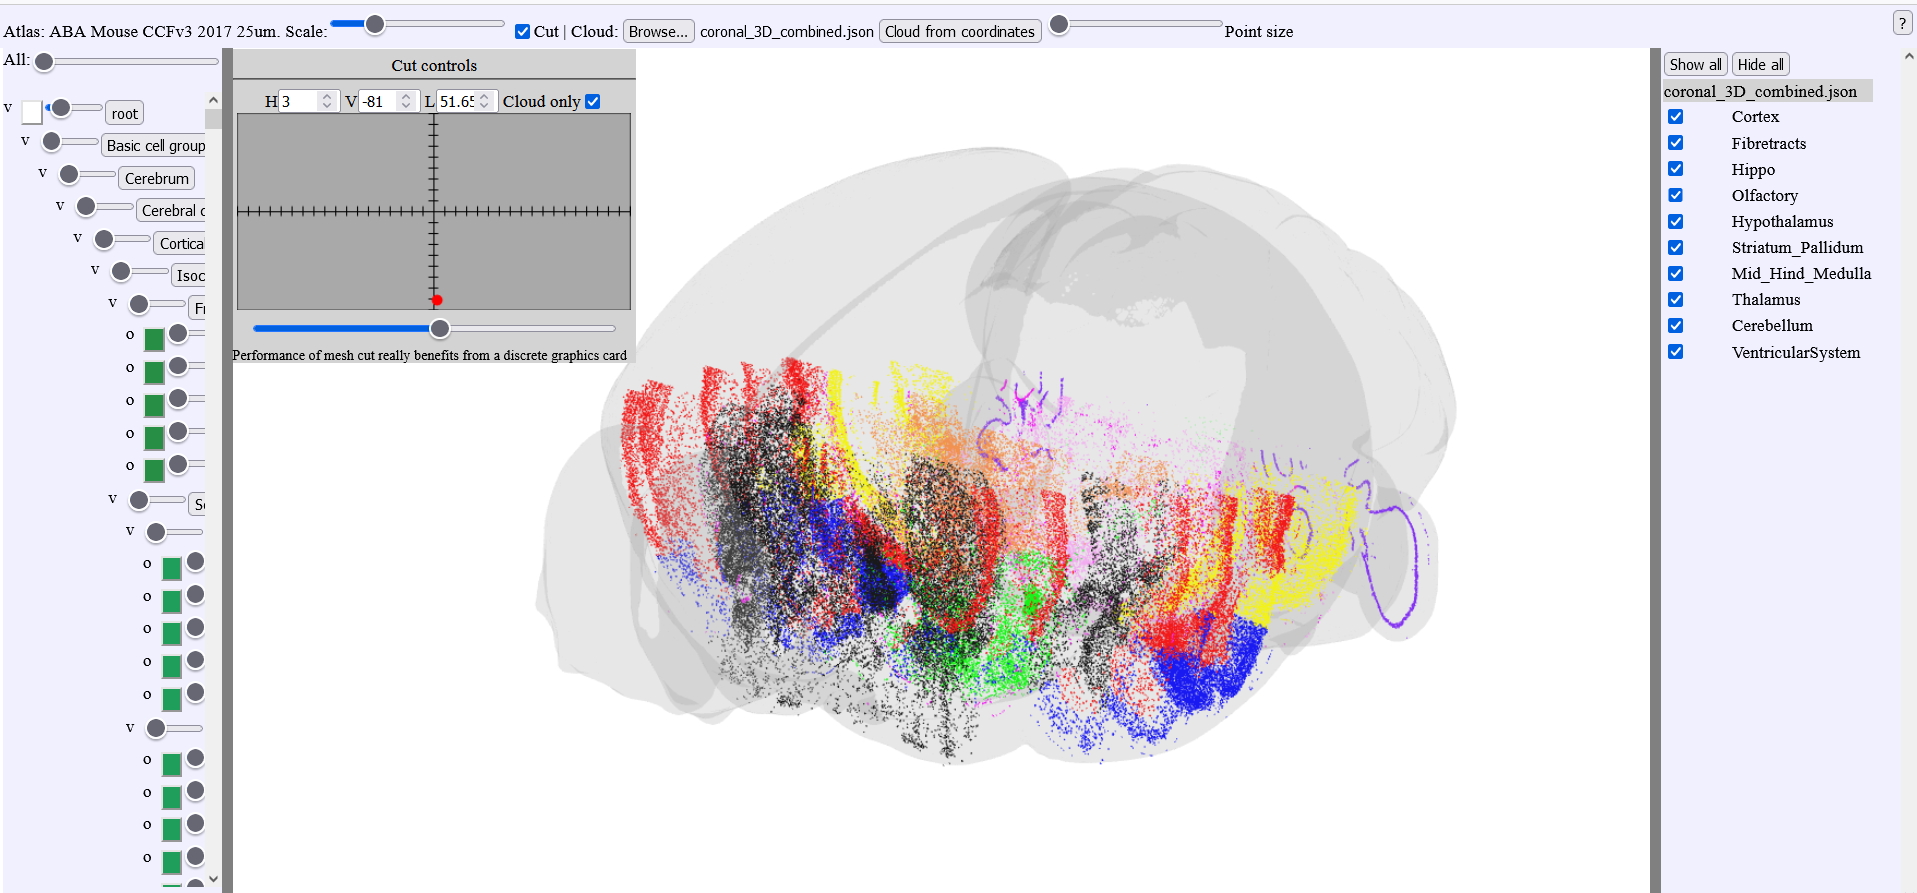 Atlas: ABA Mouse CCFv3 2017 25um. Scale: Cut | Cloud: Browse... coronal_3D_combined.json Cloud from coordinates Point size ?
All:
v root
v Basic cell group
v Cerebrum
v Cerebral c
v Cortica
v Isoc
v Fr
o
o
o
o
o
v So
v
o
o
o
o
o
v
o
o
o
o
Cut controls
H 3 V -81 L 51.65 Cloud only
Performance of mesh cut really benefits from a discrete graphics card
Show all Hide all
coronal_3D_combined.json
Cortex
Fibretracts
Hippo
Olfactory
Hypothalamus
Striatum_Pallidum
Mid_Hind_Medulla
Thalamus
Cerebellum
VentricularSystem